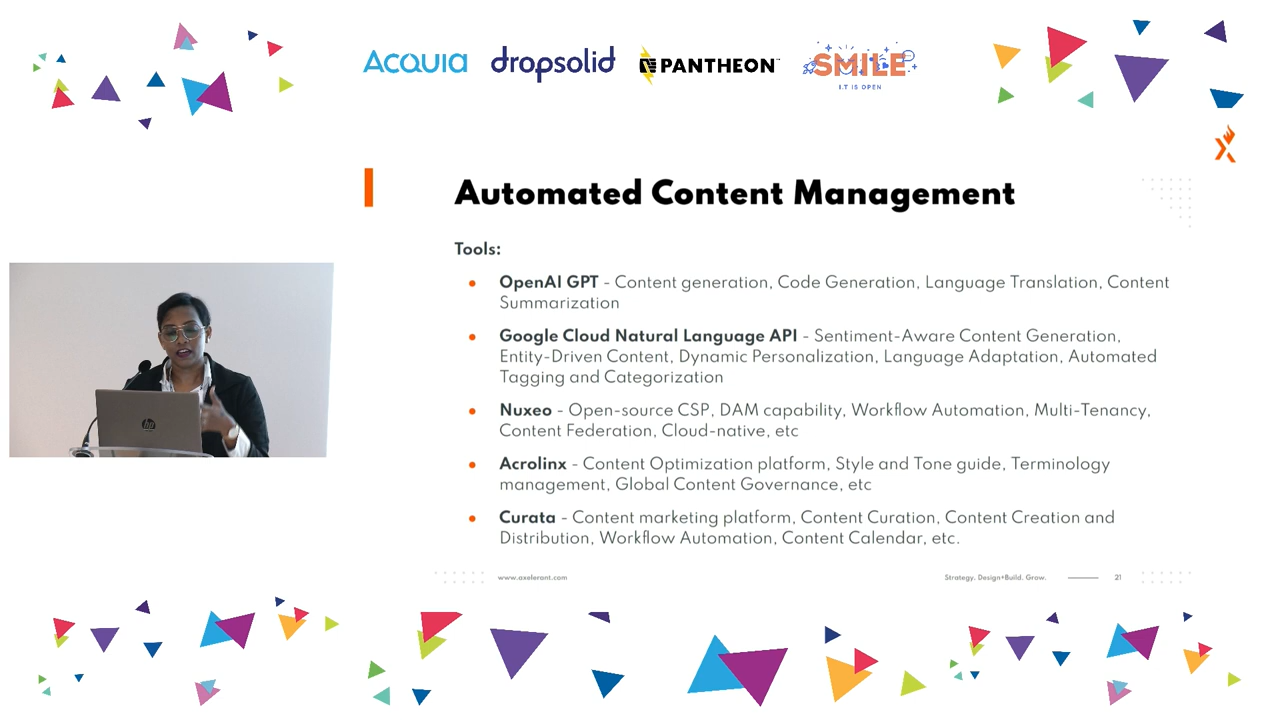 Acquia dropsolid PANTHEON SMILE
I.T IS OPEN
Automated Content Management
Tools:
● OpenAI GPT - Content generation, Code Generation, Language Translation, Content
Summarization
● Google Cloud Natural Language API - Sentiment-Aware Content Generation,
Entity-Driven Content, Dynamic Personalization, Language Adaptation, Automated
Tagging and Categorization
● Nuxeo - Open-source CSP, DAM capability, Workflow Automation, Multi-Tenancy,
Content Federation, Cloud-native, etc
● Acrolinx - Content Optimization platform, Style and Tone guide, Terminology
management, Global Content Governance, etc
● Curata - Content marketing platform, Content Curation, Content Creation and
Distribution, Workflow Automation, Content Calendar, etc.
hp
www.axelerant.com
Strategy. Design+Build. Grow. 21